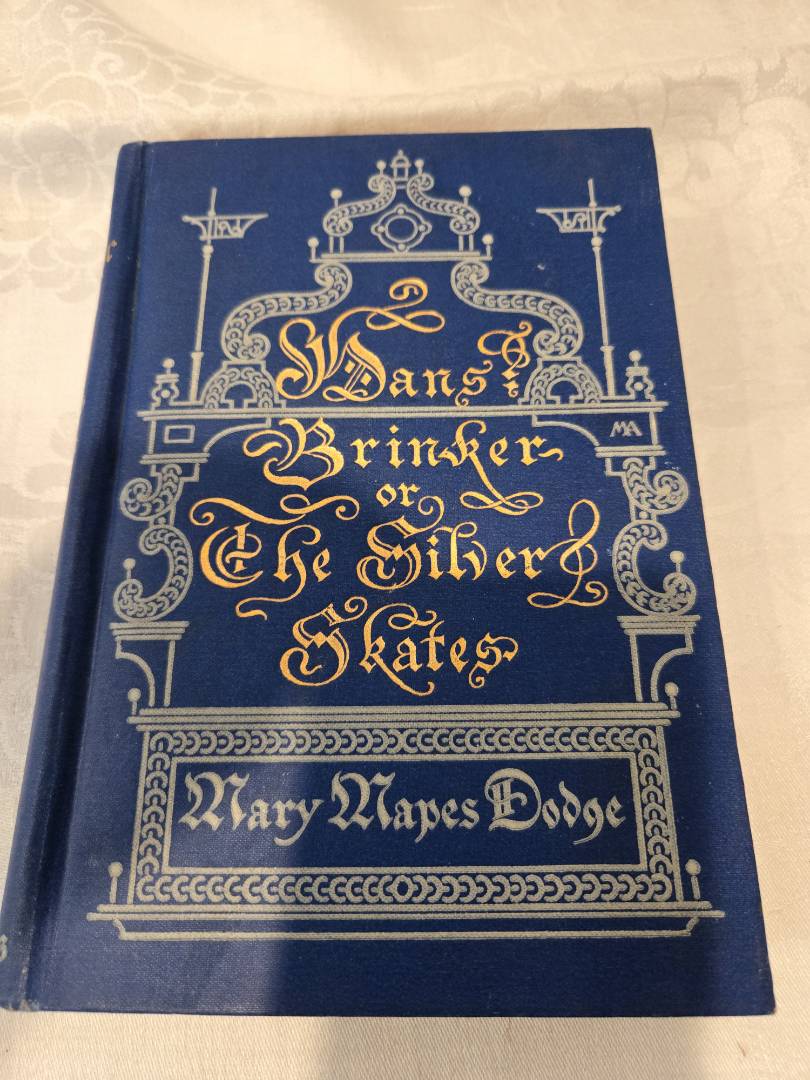 Hans
Brinker
MA
or
The Silver
Skates
Mary Mapes Dodge